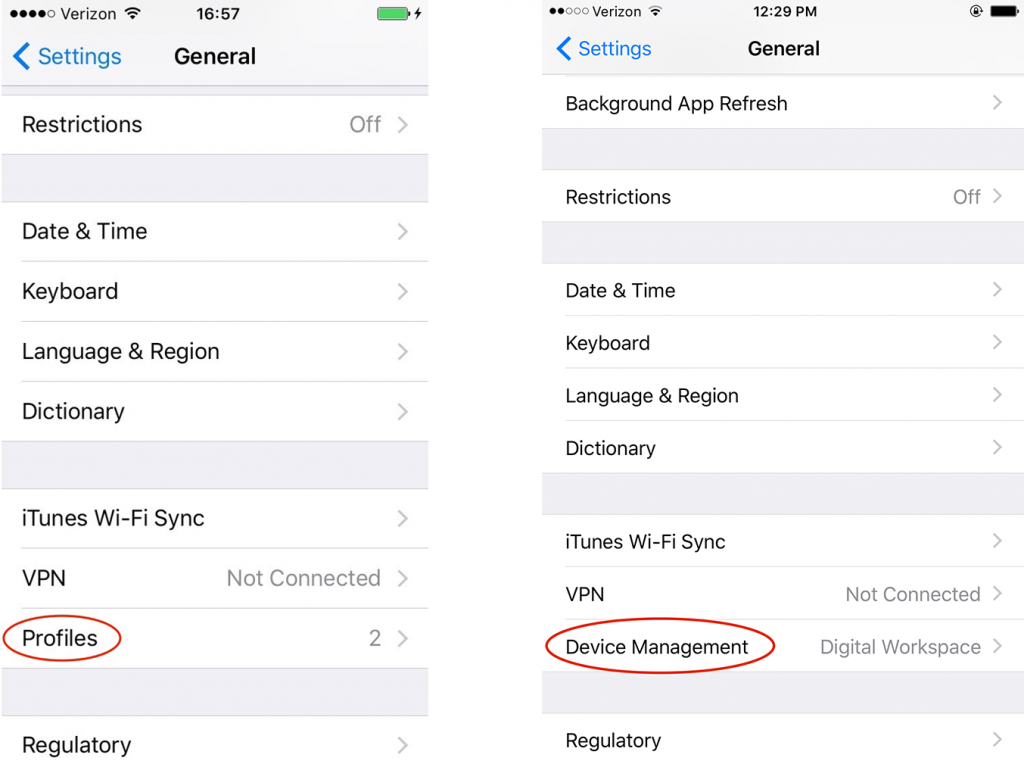 Verizon 16:57
Settings General
Restrictions Off
Date & Time
Keyboard
Language & Region
Dictionary
iTunes Wi-Fi Sync
VPN Not Connected
Profiles 2
Regulatory
Verizon 12:29 PM
Settings General
Background App Refresh
Restrictions Off
Date & Time
Keyboard
Language & Region
Dictionary
iTunes Wi-Fi Sync
VPN Not Connected
Device Management Digital Workspace
Regulatory